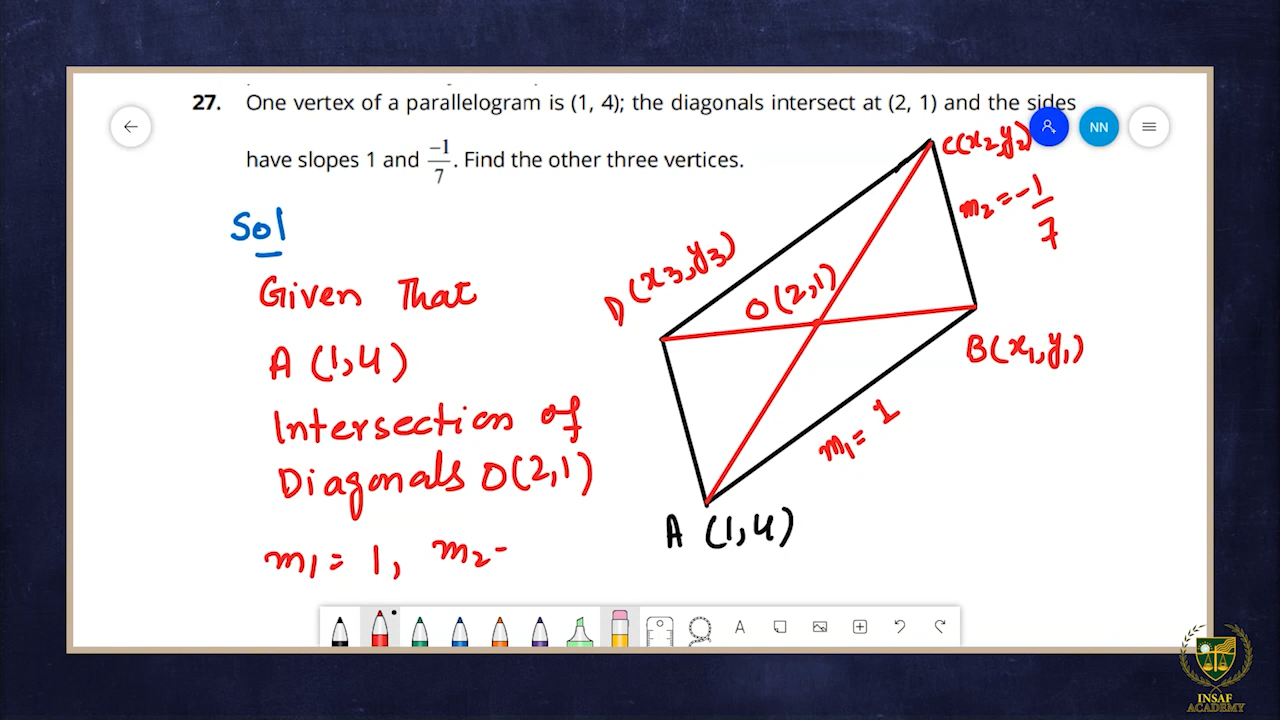 27. One vertex of a parallelogram is (1, 4); the diagonals intersect at (2, 1) and the sides
have slopes 1 and -1/7. Find the other three vertices.
NN
Sol
Given That
A (1,4)
Intersection of
Diagonals O(2,1)
m1 = 1, m2 -
C(x2,y2)
m2 = -1/7
D(x3,y3)
O(2,1)
B(x1,y1)
m1 = 1
A (1,4)
A
INSAF
ACADEMY